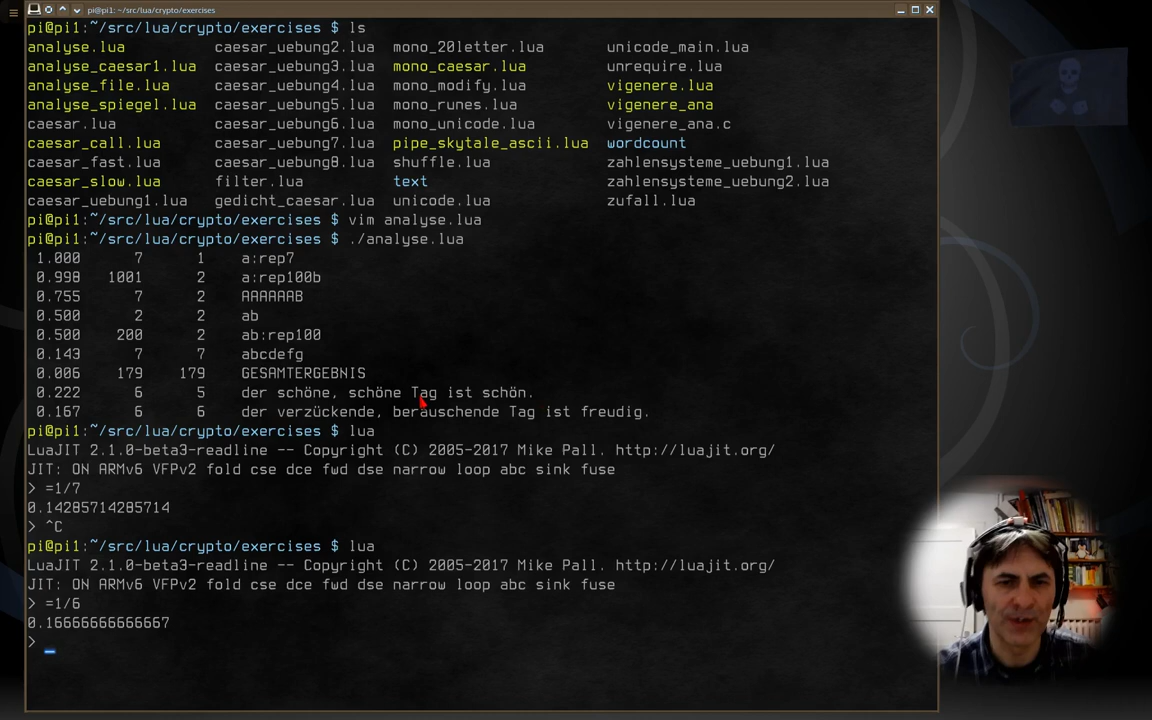 pi@pi1: ~/src/lua/crypto/exercises
pi@pi1:~/src/lua/crypto/exercises $ ls
analyse.lua caesar_uebung2.lua mono_20letter.lua unicode_main.lua
analyse_caesar1.lua caesar_uebung3.lua mono_caesar.lua unrequire.lua
analyse_file.lua caesar_uebung4.lua mono_modify.lua vigenere.lua
analyse_spiegel.lua caesar_uebung5.lua mono_runes.lua vigenere_ana
caesar.lua caesar_uebung6.lua mono_unicode.lua vigenere_ana.c
caesar_call.lua caesar_uebung7.lua pipe_skytale_ascii.lua wordcount
caesar_fast.lua caesar_uebung8.lua shuffle.lua zahlensysteme_uebung1.lua
caesar_slow.lua filter.lua text zahlensysteme_uebung2.lua
caesar_uebung1.lua gedicht_caesar.lua unicode.lua zufall.lua
pi@pi1:~/src/lua/crypto/exercises $ vim analyse.lua
pi@pi1:~/src/lua/crypto/exercises $ ./analyse.lua
1.000 7 1 a:rep7
0.998 1001 2 a:rep100b
0.755 7 2 AAAAAAB
0.500 2 2 ab
0.500 200 2 ab:rep100
0.143 7 7 abcdefg
0.006 179 179 GESAMTERGEBNIS
0.222 6 5 der schöne, schöne Tag ist schön.
0.167 6 6 der verzückende, berauschende Tag ist freudig.
pi@pi1:~/src/lua/crypto/exercises $ lua
LuaJIT 2.1.0-beta3-readline -- Copyright (C) 2005-2017 Mike Pall. http://luajit.org/
JIT: ON ARMv6 VFPv2 fold cse dce fwd dse narrow loop abc sink fuse
> =1/7
0.14285714285714
> ^C
pi@pi1:~/src/lua/crypto/exercises $ lua
LuaJIT 2.1.0-beta3-readline -- Copyright (C) 2005-2017 Mike Pall. http://luajit.org/
JIT: ON ARMv6 VFPv2 fold cse dce fwd dse narrow loop abc sink fuse
> =1/6
0.16666666666667
>